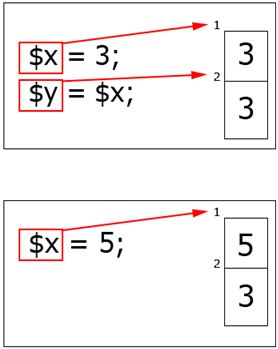 1
$x = 3;
3
2
$y = $x;
3
1
$x = 5;
5
2
3